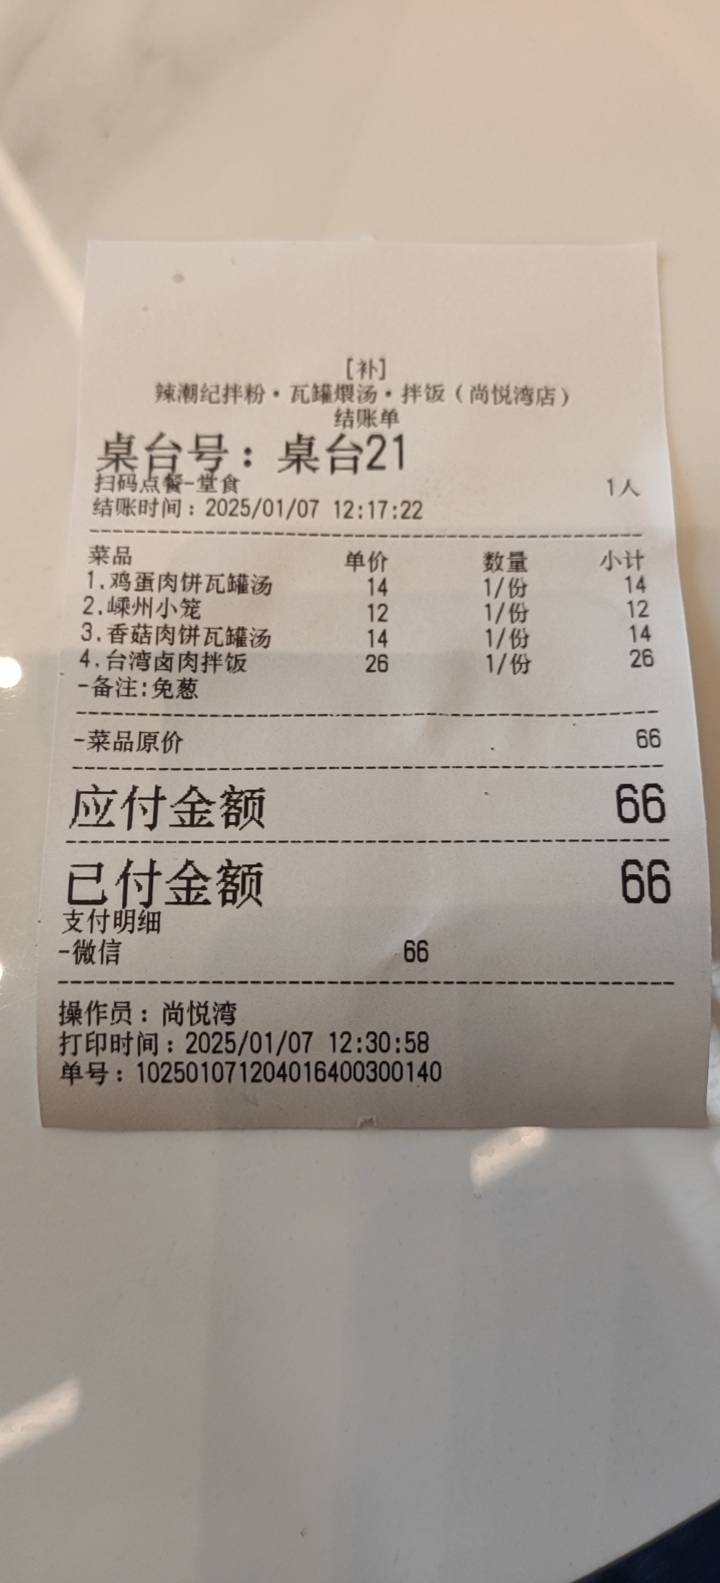 [补]
辣潮纪拌粉·瓦罐煨汤·拌饭（尚悦湾店）
结账单
桌台号：桌台21
扫码点餐-堂食 1人
结账时间：2025/01/07 12:17:22
菜品 单价 数量 小计
1.鸡蛋肉饼瓦罐汤 14 1/份 14
2.嵊州小笼 12 1/份 12
3.香菇肉饼瓦罐汤 14 1/份 14
4.台湾卤肉拌饭 26 1/份 26
-备注:免葱
-菜品原价 66
应付金额 66
已付金额 66
支付明细
-微信 66
操作员：尚悦湾
打印时间：2025/01/07 12:30:58
单号：102501071204016400300140